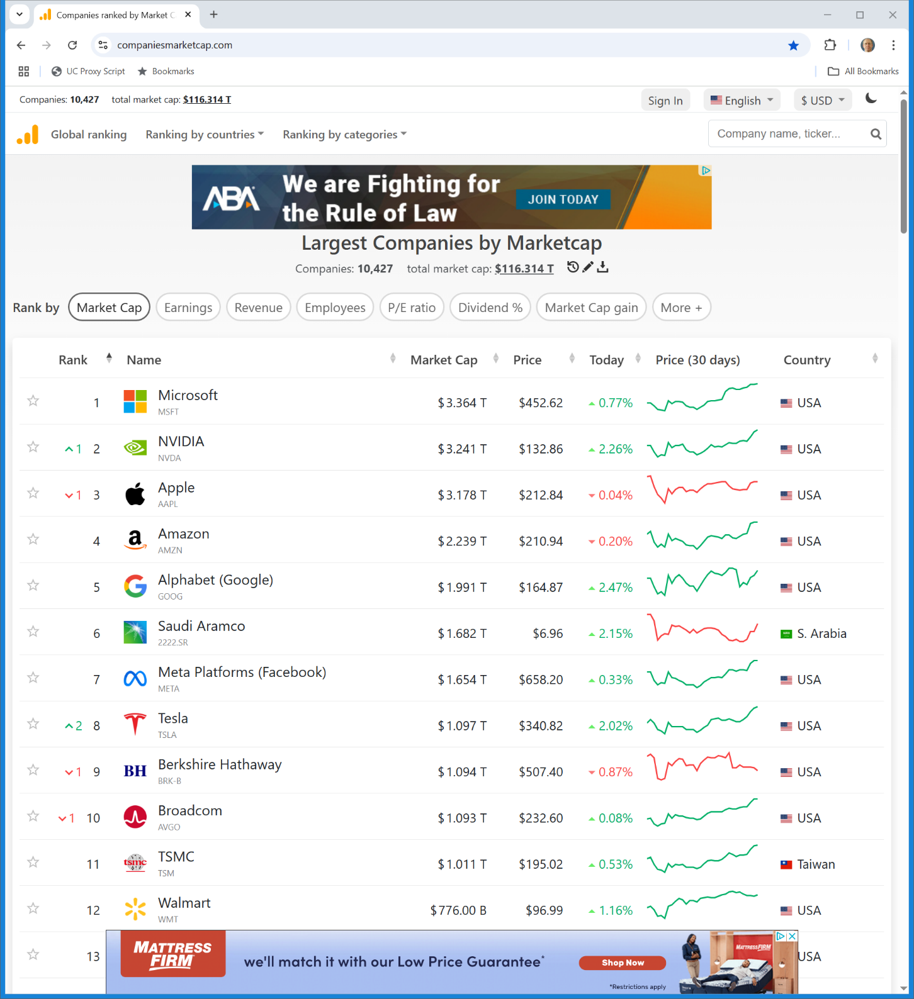 Companies ranked by Market C
companiesmarketcap.com
UC Proxy Script Bookmarks All Bookmarks
Companies: 10,427 total market cap: $116.314 T Sign In English $ USD
Global ranking Ranking by countries Ranking by categories Company name, ticker...
ABA
We are Fighting for
the Rule of Law
JOIN TODAY
Largest Companies by Marketcap
Companies: 10,427 total market cap: $116.314 T
Rank by Market Cap Earnings Revenue Employees P/E ratio Dividend % Market Cap gain More +
Rank Name Market Cap Price Today Price (30 days) Country
1 Microsoft $3.364 T $452.62 0.77% USA
MSFT
1 2 NVIDIA $3.241 T $132.86 2.26% USA
NVDA
1 3 Apple $3.178 T $212.84 0.04% USA
AAPL
4 Amazon $2.239 T $210.94 0.20% USA
AMZN
5 Alphabet (Google) $1.991 T $164.87 2.47% USA
GOOG
6 Saudi Aramco $1.682 T $6.96 2.15% S. Arabia
2222.SR
7 Meta Platforms (Facebook) $1.654 T $658.20 0.33% USA
META
2 8 Tesla $1.097 T $340.82 2.02% USA
TSLA
1 9 BH Berkshire Hathaway $1.094 T $507.40 0.87% USA
BRK-B
1 10 Broadcom $1.093 T $232.60 0.08% USA
AVGO
11 tsmc TSMC $1.011 T $195.02 0.53% Taiwan
TSM
12 Walmart $776.00 B $96.99 1.16% USA
WMT
13 USA
MATTRESS
FIRM
we'll match it with our Low Price Guarantee*
Shop Now
*Restrictions apply
MATTRESS FIRM